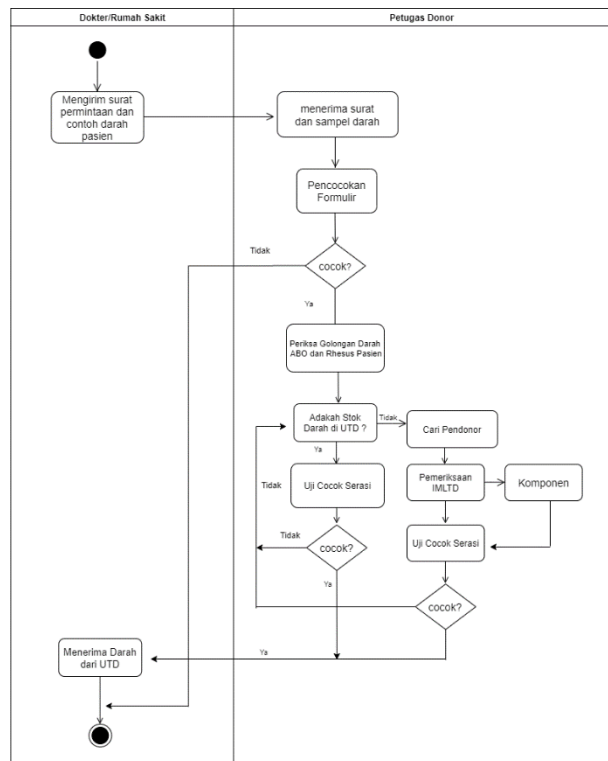 Dokter/Rumah Sakit
Petugas Donor
Mengirim surat
permintaan dan
contoh darah
pasien
menerima surat
dan sampel darah
Pencocokan
Formulir
Tidak
cocok?
Ya
Periksa Golongan Darah
ABO dan Rhesus Pasien
Adakah Stok
Darah di UTD ?
Tidak
Cari Pendonor
Ya
Uji Cocok Serasi
Tidak
Pemeriksaan
IMLTD
Komponen
Tidak
cocok?
Uji Cocok Serasi
Ya
cocok?
Menerima Darah
dari UTD
Ya